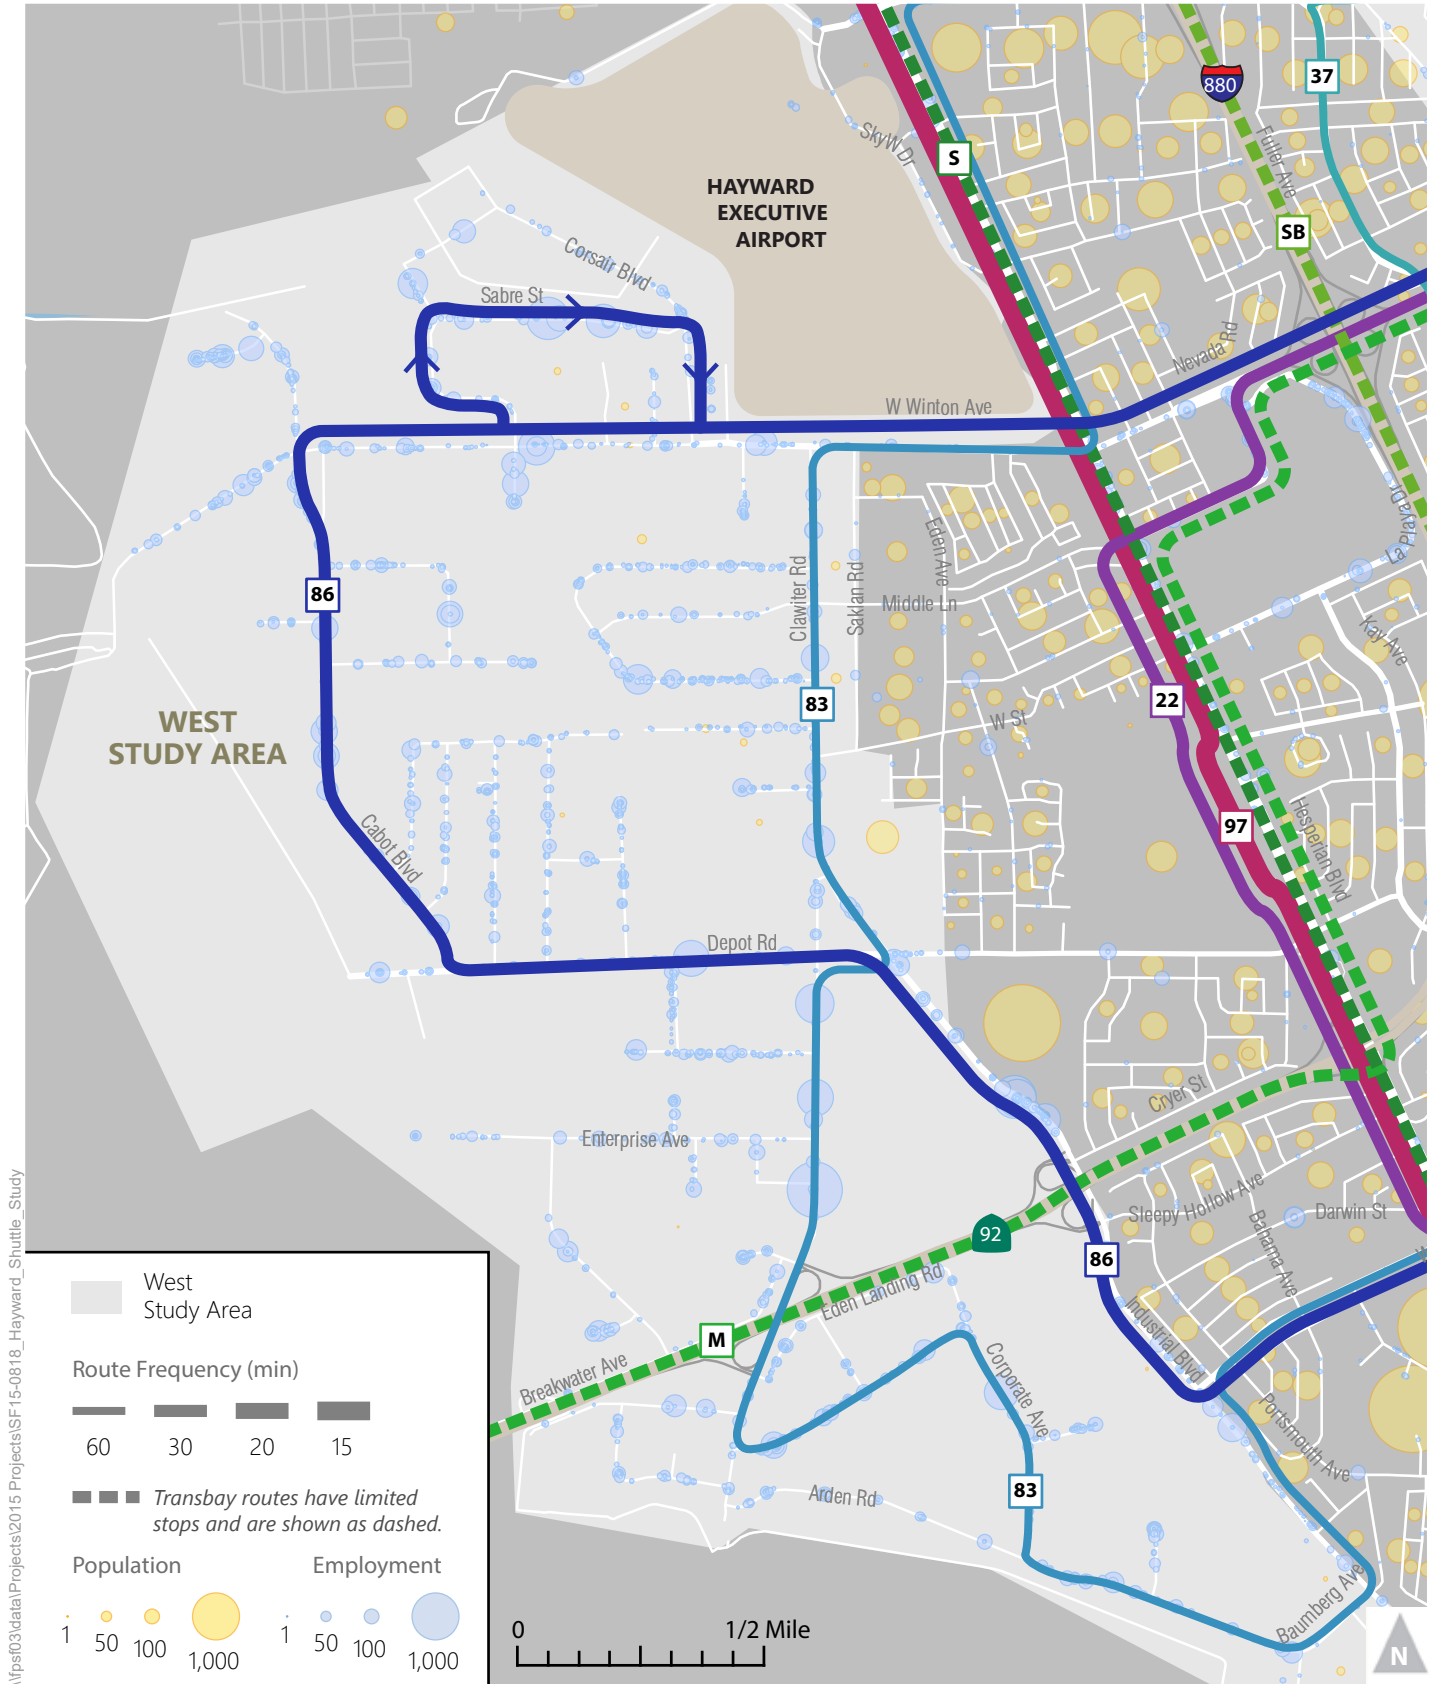 880
37
Fuller Ave
SkyW Dr
S
HAYWARD
EXECUTIVE
AIRPORT
SB
Corsair Blvd
Sabre St
Nevada Rd
W Winton Ave
La Playa Dr
Eden Ave
86
Clawiter Rd
Saklan Rd
Middle Ln
Kay Ave
83
22
W St
WEST
STUDY AREA
97
Hesperian Blvd
Cabot Blvd
Depot Rd
Cryer St
Enterprise Ave
Sleepy Hollow Ave
Darwin St
Bahama Ave
92
86
Eden Landing Rd
Industrial Blvd
M
Breakwater Ave
Corporate Ave
Portsmouth Ave
83
Arden Rd
Baumberg Ave
West
Study Area
Route Frequency (min)
60 30 20 15
Transbay routes have limited
stops and are shown as dashed.
Population Employment
1 50 100 1,000 1 50 100 1,000
0 1/2 Mile
N
\\fpsf03\data\Projects\2015 Projects\SF15-0818_Hayward_Shuttle_Study